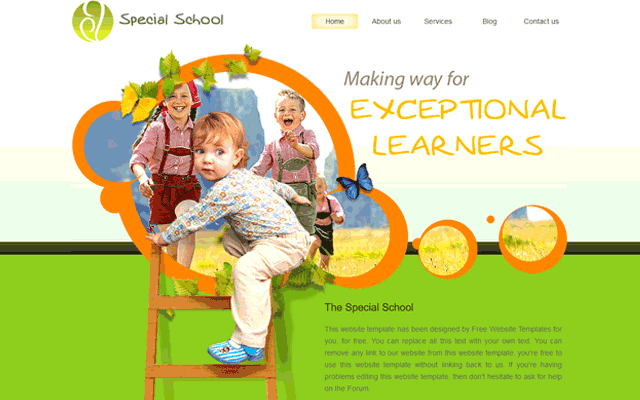 Special School
Home About us Services Blog Contact us
Making way for
EXCEPTIONAL
LEARNERS
The Special School
This website template has been designed by Free Website Templates for
you, for free. You can replace all this text with your own text. You can
remove any link to our website from this website template, you're free to
use this website template without linking back to us. If you're having
problems editing this website template, then don't hesitate to ask for help
on the Forum.